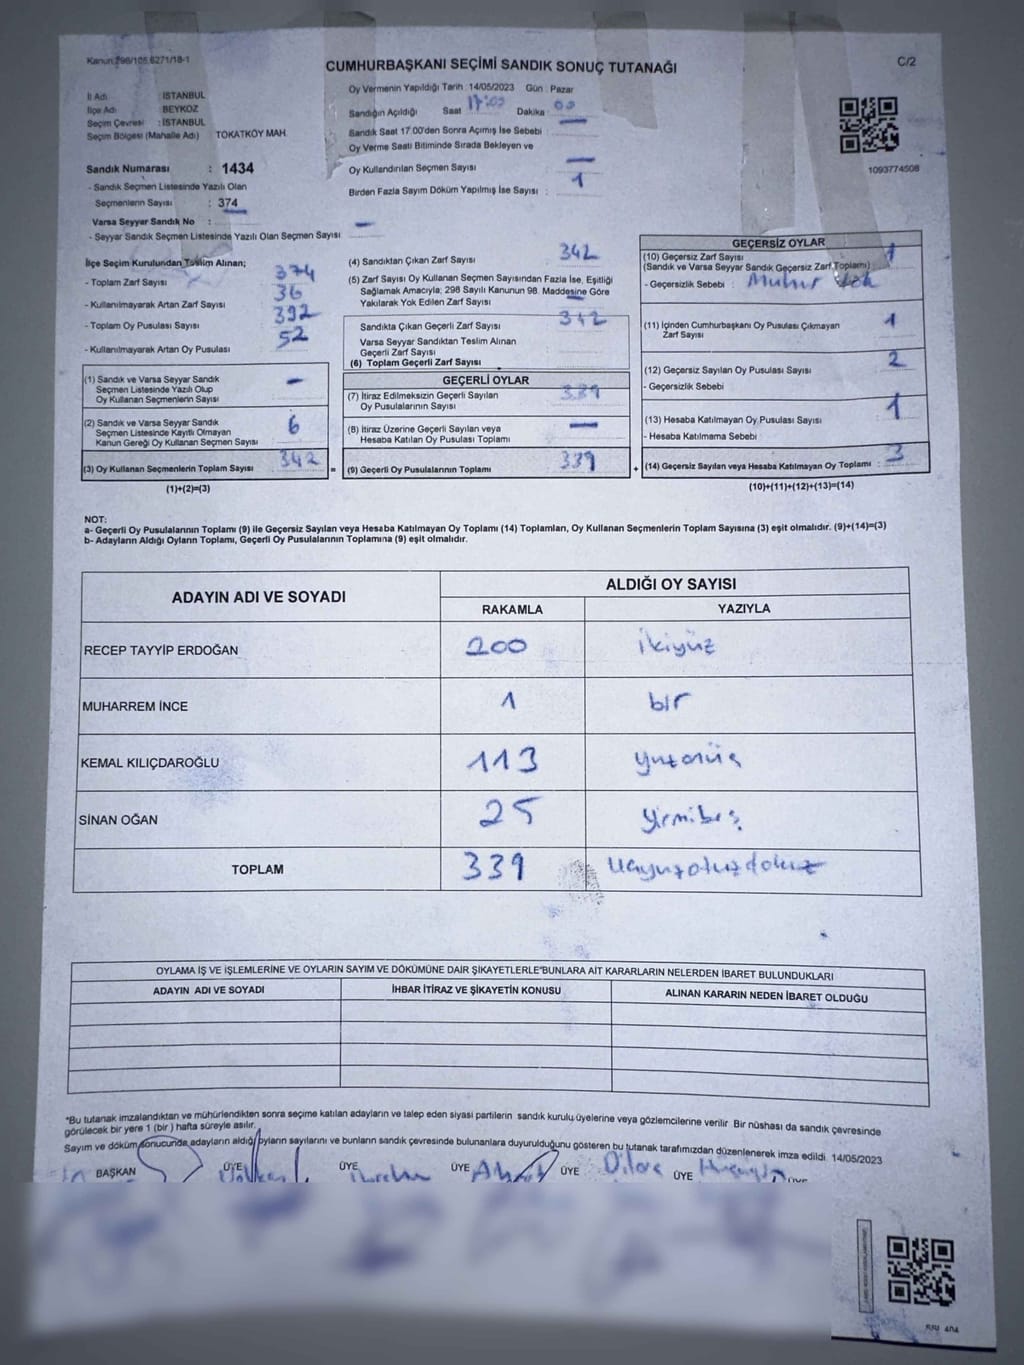 Kanun:298/105,6271/18-1
CUMHURBAŞKANI SEÇİMİ SANDIK SONUÇ TUTANAĞI
C/2
İl Adı : İSTANBUL
İlçe Adı : BEYKOZ
Seçim Çevresi : İSTANBUL
Seçim Bölgesi (Mahalle Adı) TOKATKÖY MAH.
Oy Vermenin Yapıldığı Tarih :14/05/2023 Gün : Pazar
Sandığın Açıldığı Saat 17:00 Dakika : 00
Sandık Saat 17.00'den Sonra Açımış İse Sebebi :
Oy Verme Saati Bitiminde Sırada Bekleyen ve
Oy Kullandırılan Seçmen Sayısı : —
Birden Fazla Sayım Döküm Yapılmış İse Sayısı : 1
1093774508
Sandık Numarası : 1434
- Sandık Seçmen Listesinde Yazılı Olan
Seçmenlerin Sayısı : 374
Varsa Seyyar Sandık No :
- Seyyar Sandık Seçmen Listesinde Yazılı Olan Seçmen Sayısı : —
İlçe Seçim Kurulundan Teslim Alınan;
- Toplam Zarf Sayısı : 374
- Kullanılmayarak Artan Zarf Sayısı : 36
- Toplam Oy Pusulası Sayısı : 392
- Kullanılmayarak Artan Oy Pusulası : 52
(1) Sandık ve Varsa Seyyar Sandık
Seçmen Listesinde Yazılı Olup
Oy Kullanan Seçmenlerin Sayısı —
(2) Sandık ve Varsa Seyyar Sandık
Seçmen Listesinde Kayıtlı Olmayan
Kanun Gereği Oy Kullanan Seçmen Sayısı 6
(3) Oy Kullanan Seçmenlerin Toplam Sayısı 342 =
(1)+(2)=(3)
(4) Sandıktan Çıkan Zarf Sayısı : 342
(5) Zarf Sayısı Oy Kullanan Seçmen Sayısından Fazla İse, Eşitliği
Sağlamak Amacıyla; 298 Sayılı Kanunun 98. Maddesine Göre
Yakılarak Yok Edilen Zarf Sayısı —
Sandıkta Çıkan Geçerli Zarf Sayısı : 342
Varsa Seyyar Sandıktan Teslim Alınan
Geçerli Zarf Sayısı
(6) Toplam Geçerli Zarf Sayısı :
GEÇERLİ OYLAR
(7) İtiraz Edilmeksizin Geçerli Sayılan
Oy Pusulalarının Sayısı : 339
(8) İtiraz Üzerine Geçerli Sayılan veya
Hesaba Katılan Oy Pusulası Toplamı : —
(9) Geçerli Oy Pusulalarının Toplamı : 339 +
GEÇERSİZ OYLAR
(10) Geçersiz Zarf Sayısı
(Sandık ve Varsa Seyyar Sandık Geçersiz Zarf Toplamı) : 1
- Geçersizlik Sebebi : Mühür Yok
(11) İçinden Cumhurbaşkanı Oy Pusulası Çıkmayan
Zarf Sayısı : 1
(12) Geçersiz Sayılan Oy Pusulası Sayısı : 2
- Geçersizlik Sebebi
(13) Hesaba Katılmayan Oy Pusulası Sayısı : 1
- Hesaba Katılmama Sebebi
(14) Geçersiz Sayılan veya Hesaba Katılmayan Oy Toplamı : 3
(10)+(11)+(12)+(13)=(14)
NOT:
a- Geçerli Oy Pusulalarının Toplamı (9) ile Geçersiz Sayılan veya Hesaba Katılmayan Oy Toplamı (14) Toplamları, Oy Kullanan Seçmenlerin Toplam Sayısına (3) eşit olmalıdır. (9)+(14)=(3)
b- Adayların Aldığı Oyların Toplamı, Geçerli Oy Pusulalarının Toplamına (9) eşit olmalıdır.
ADAYIN ADI VE SOYADI
ALDIĞI OY SAYISI
RAKAMLA YAZIYLA
RECEP TAYYİP ERDOĞAN 200 ikiyüz
MUHARREM İNCE 1 bir
KEMAL KILIÇDAROĞLU 113 yüzonüç
SİNAN OĞAN 25 yirmibeş
TOPLAM 339 üçyüzotuzdokuz
OYLAMA İŞ VE İŞLEMLERİNE VE OYLARIN SAYIM VE DÖKÜMÜNE DAİR ŞİKAYETLERLE BUNLARA AİT KARARLARIN NELERDEN İBARET BULUNDUKLARI
ADAYIN ADI VE SOYADI İHBAR İTİRAZ VE ŞİKAYETİN KONUSU ALINAN KARARIN NEDEN İBARET OLDUĞU
*Bu tutanak imzalandıktan ve mühürlendikten sonra seçime katılan adayların ve talep eden siyasi partilerin sandık kurulu üyelerine veya gözlemcilerine verilir. Bir nüshası da sandık çevresinde
görülecek bir yere 1 (bir) hafta süreyle asılır.
Sayım ve döküm sonucunda adayların aldığı oyların sayılarını ve bunların sandık çevresinde bulunanlara duyurulduğunu gösteren bu tutanak tarafımızdan düzenlenerek imza edildi. 14/05/2023
BAŞKAN ÜYE ÜYE ÜYE ÜYE ÜYE ÜYE
Volkan İbrahim Dilara